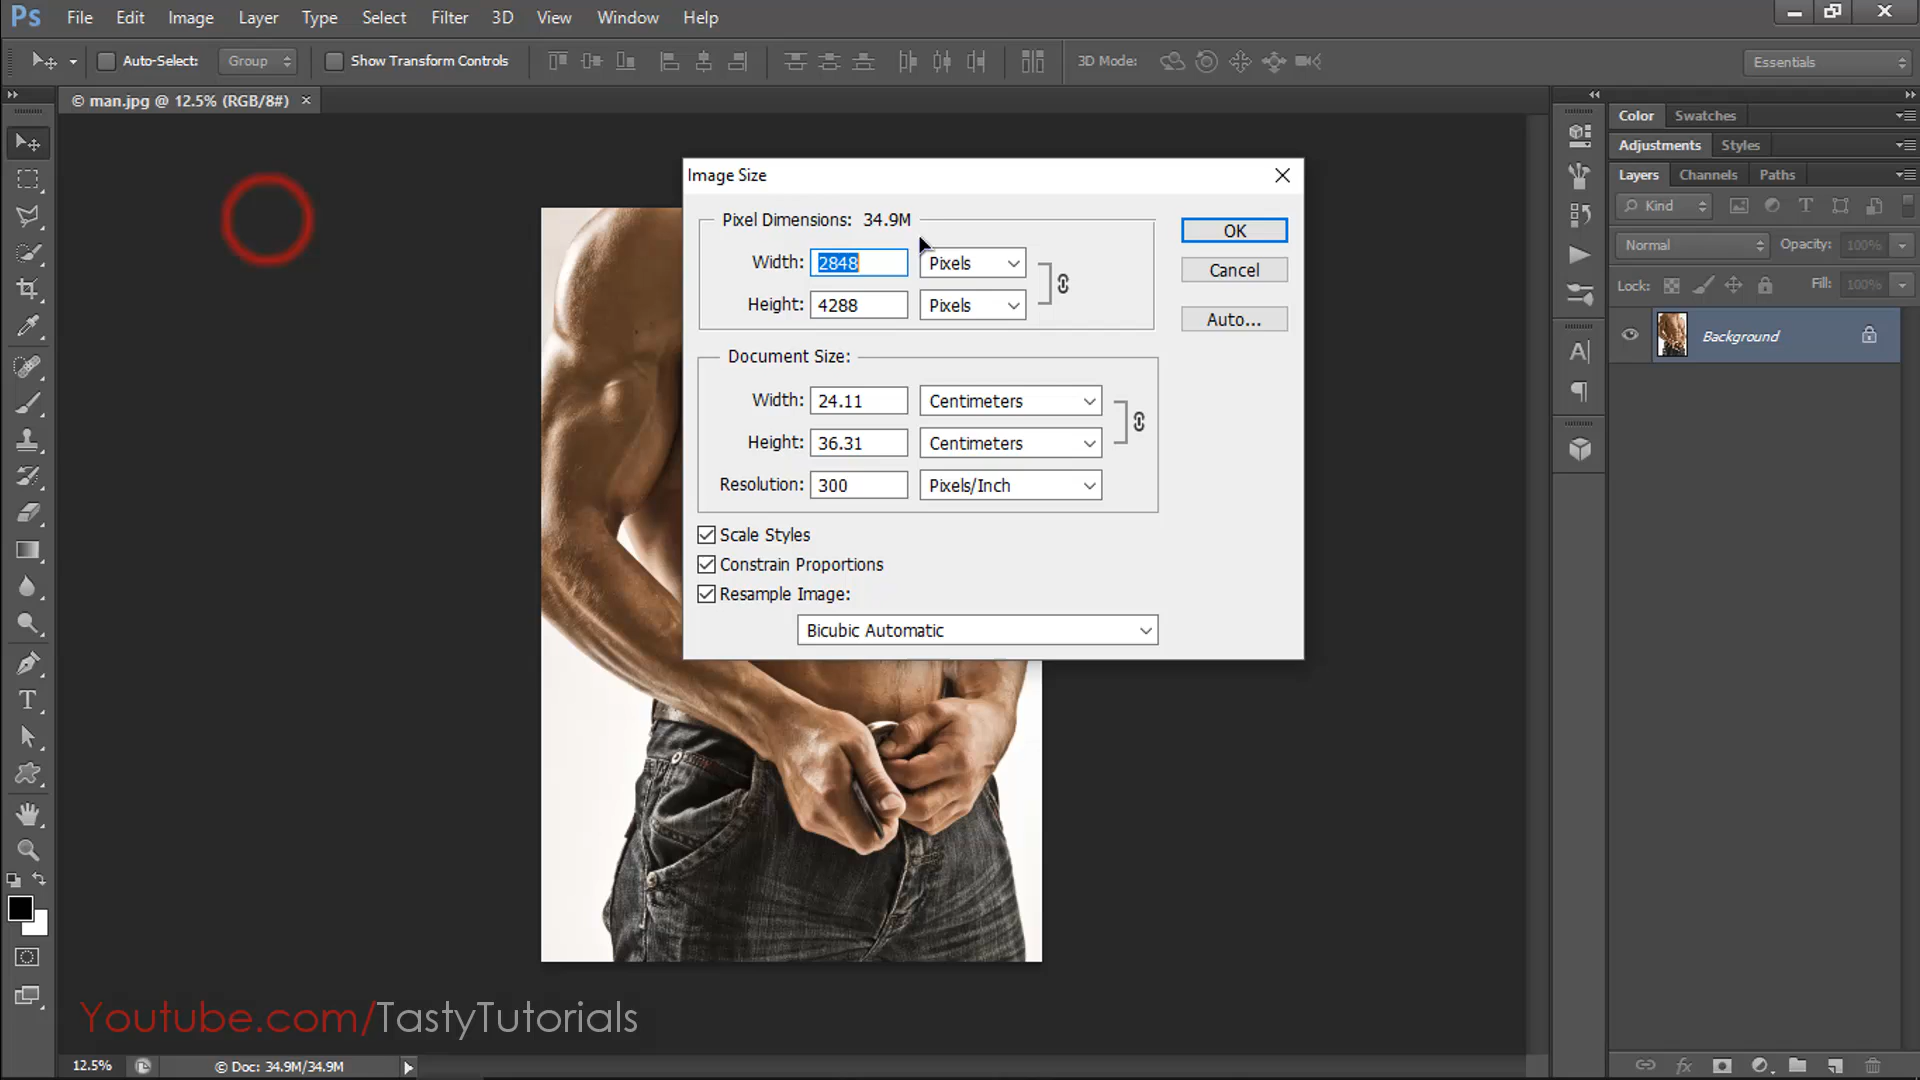 Ps File Edit Image Layer Type Select Filter 3D View Window Help
Auto-Select: Group Show Transform Controls 3D Mode: Essentials
© man.jpg @ 12.5% (RGB/8#) ×
Color Swatches
Adjustments Styles
Layers Channels Paths
Kind
Normal Opacity: 100%
Lock: Fill: 100%
Background
Image Size
Pixel Dimensions: 34.9M
Width: 2848 Pixels
Height: 4288 Pixels
OK
Cancel
Auto...
Document Size:
Width: 24.11 Centimeters
Height: 36.31 Centimeters
Resolution: 300 Pixels/Inch
Scale Styles
Constrain Proportions
Resample Image:
Bicubic Automatic
Youtube.com/TastyTutorials
12.5% © Doc: 34.9M/34.9M